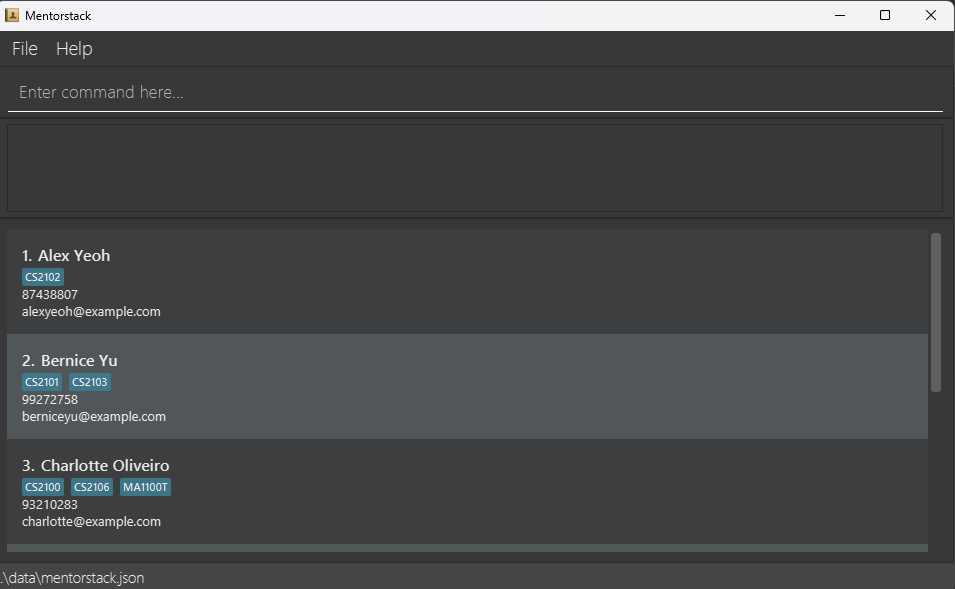 Mentorstack
File Help
Enter command here...
1. Alex Yeoh
CS2102
87438807
alexyeoh@example.com
2. Bernice Yu
CS2101 CS2103
99272758
berniceyu@example.com
3. Charlotte Oliveiro
CS2100 CS2106 MA1100T
93210283
charlotte@example.com
.\data\mentorstack.json